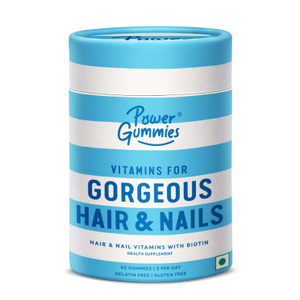 Power®
Gummies
VITAMINS FOR
GORGEOUS
HAIR & NAILS
HAIR & NAIL VITAMINS WITH BIOTIN
HEALTH SUPPLEMENT
60 GUMMIES | 2 PER DAY
GELATIN FREE | GLUTEN FREE